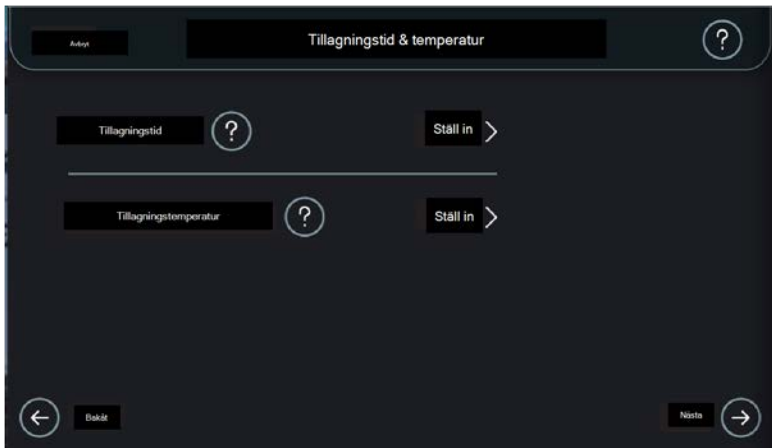 Avbryt
Tillagningstid & temperatur
?
Tillagningstid
?
Ställ in
Tillagningstemperatur
?
Ställ in
Bakåt
Nästa